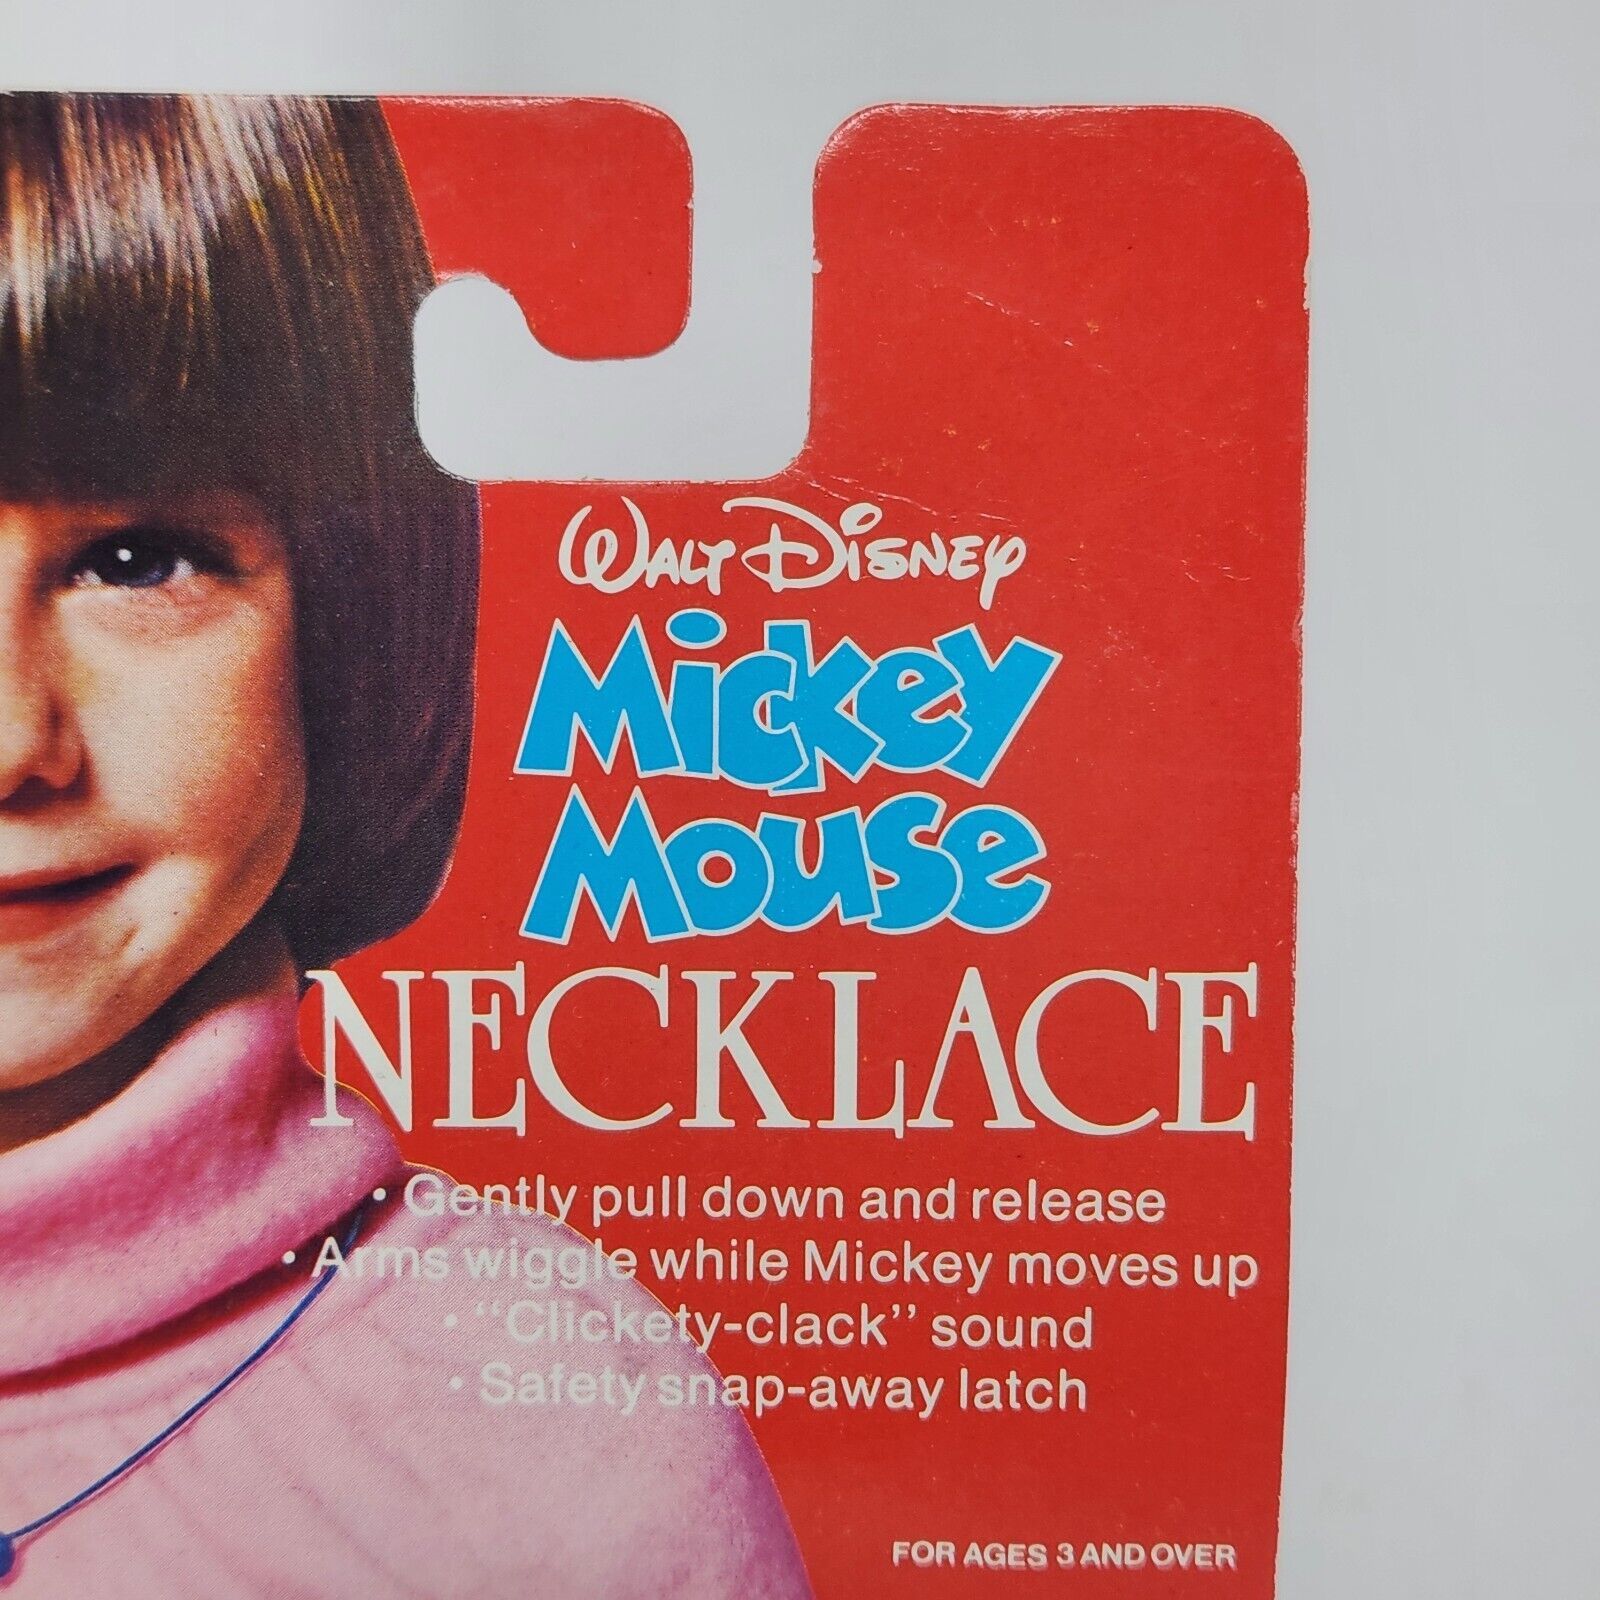 Walt Disney
Mickey
Mouse
NECKLACE
• Gently pull down and release
• Arms wiggle while Mickey moves up
• "Clickety-clack" sound
• Safety snap-away latch
FOR AGES 3 AND OVER